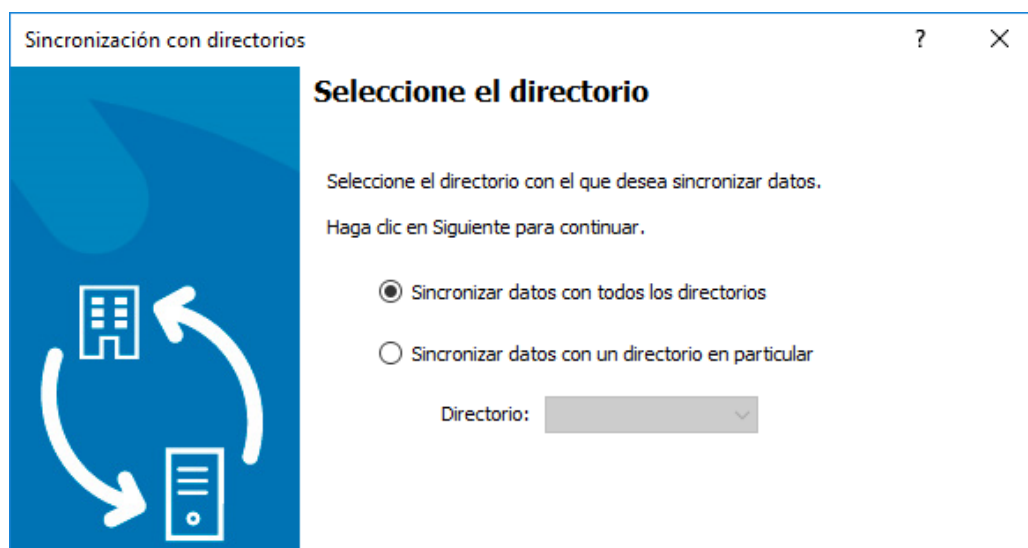 Sincronización con directorios
Seleccione el directorio
Seleccione el directorio con el que desea sincronizar datos.
Haga clic en Siguiente para continuar.
Sincronizar datos con todos los directorios
Sincronizar datos con un directorio en particular
Directorio: